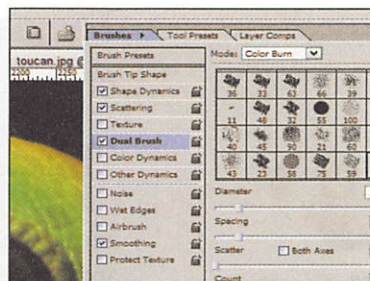 Brushes Tool Presets Layer Comps
Brush Presets
Mode: Color Burn
toucan.jpg @
2200 2250
Brush Tip Shape
Shape Dynamics
Scattering
Texture
Dual Brush
Color Dynamics
Other Dynamics
Noise
Wet Edges
Airbrush
Smoothing
Protect Texture
36 33 63 66 39
11 48 32 55 100
40 45 90 21 60
43 23 58 75 59
Diameter
Spacing
Scatter Both Axes
Count